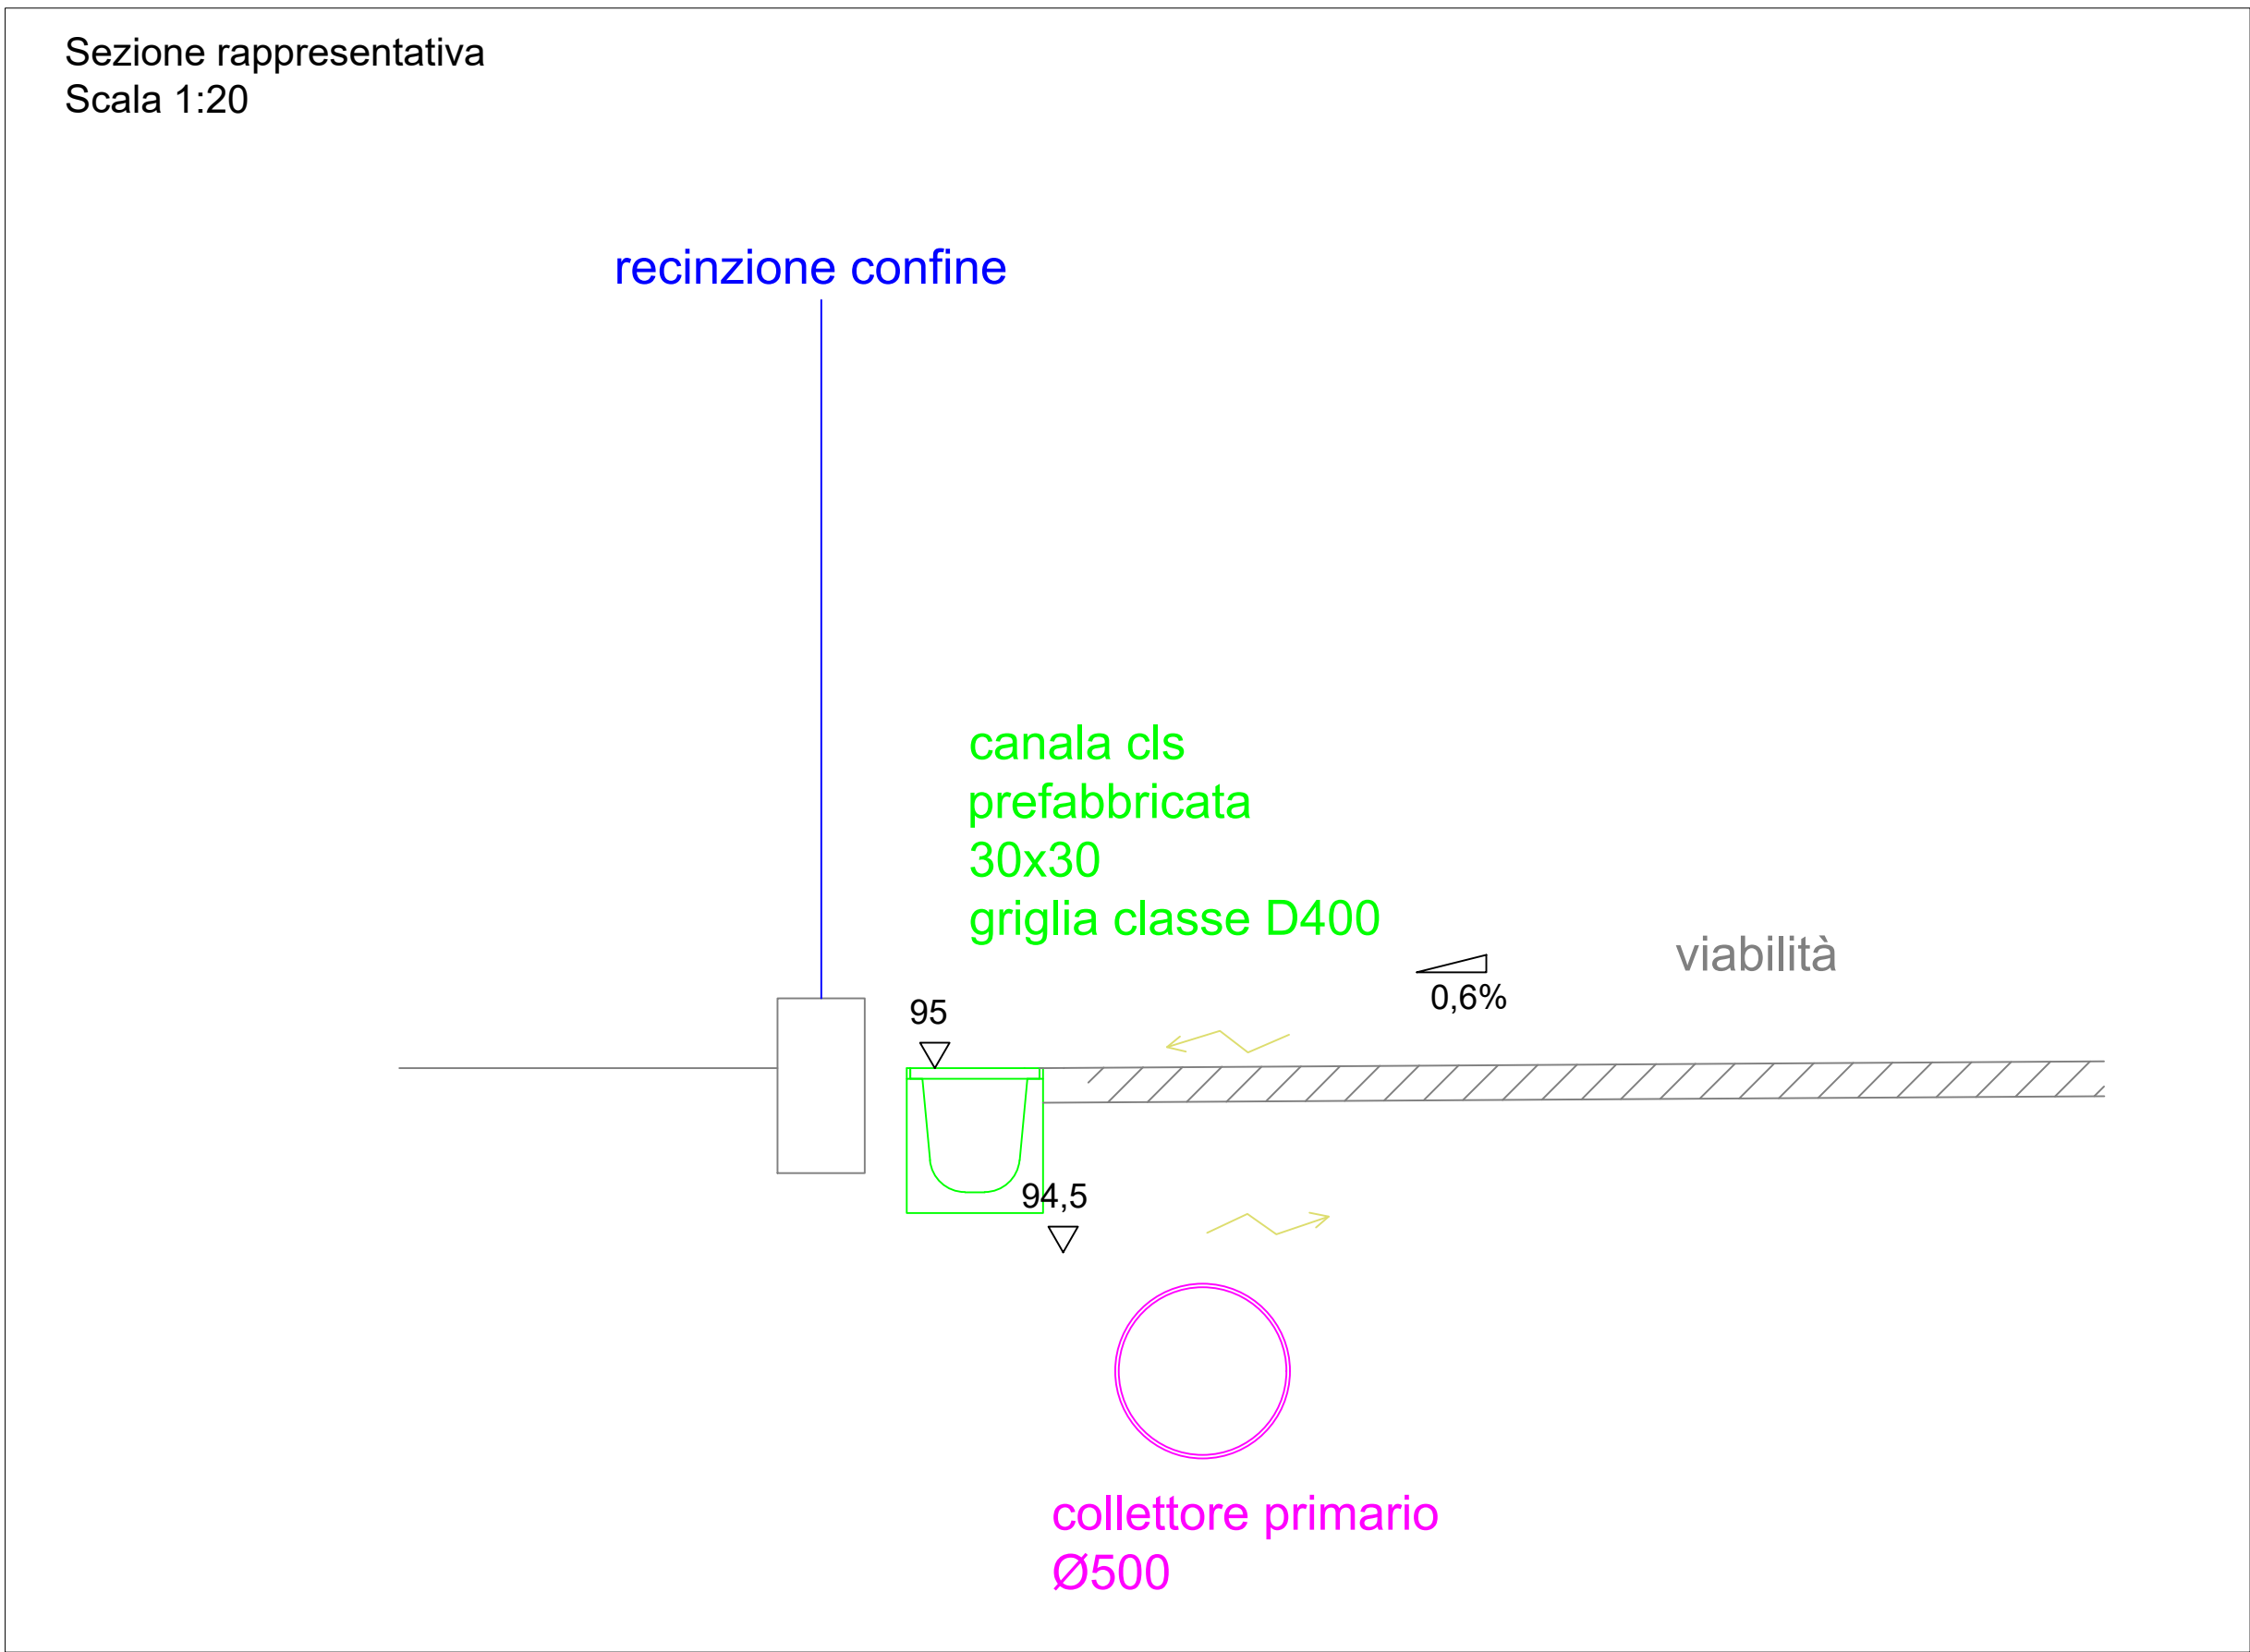 Sezione rappresentativa
Scala 1:20
recinzione confine
canala cls
prefabbricata
30x30
griglia classe D400
viabilità
0,6%
95
94,5
collettore primario
Ø500